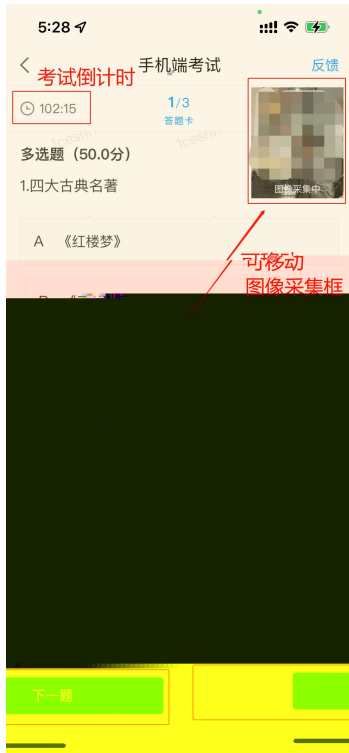 5:28
手机端考试
反馈
考试倒计时
102:15
1/3
答题卡
多选题（50.0分）
1.四大古典名著
图像采集中
A 《红楼梦》
可移动
图像采集框
下一题